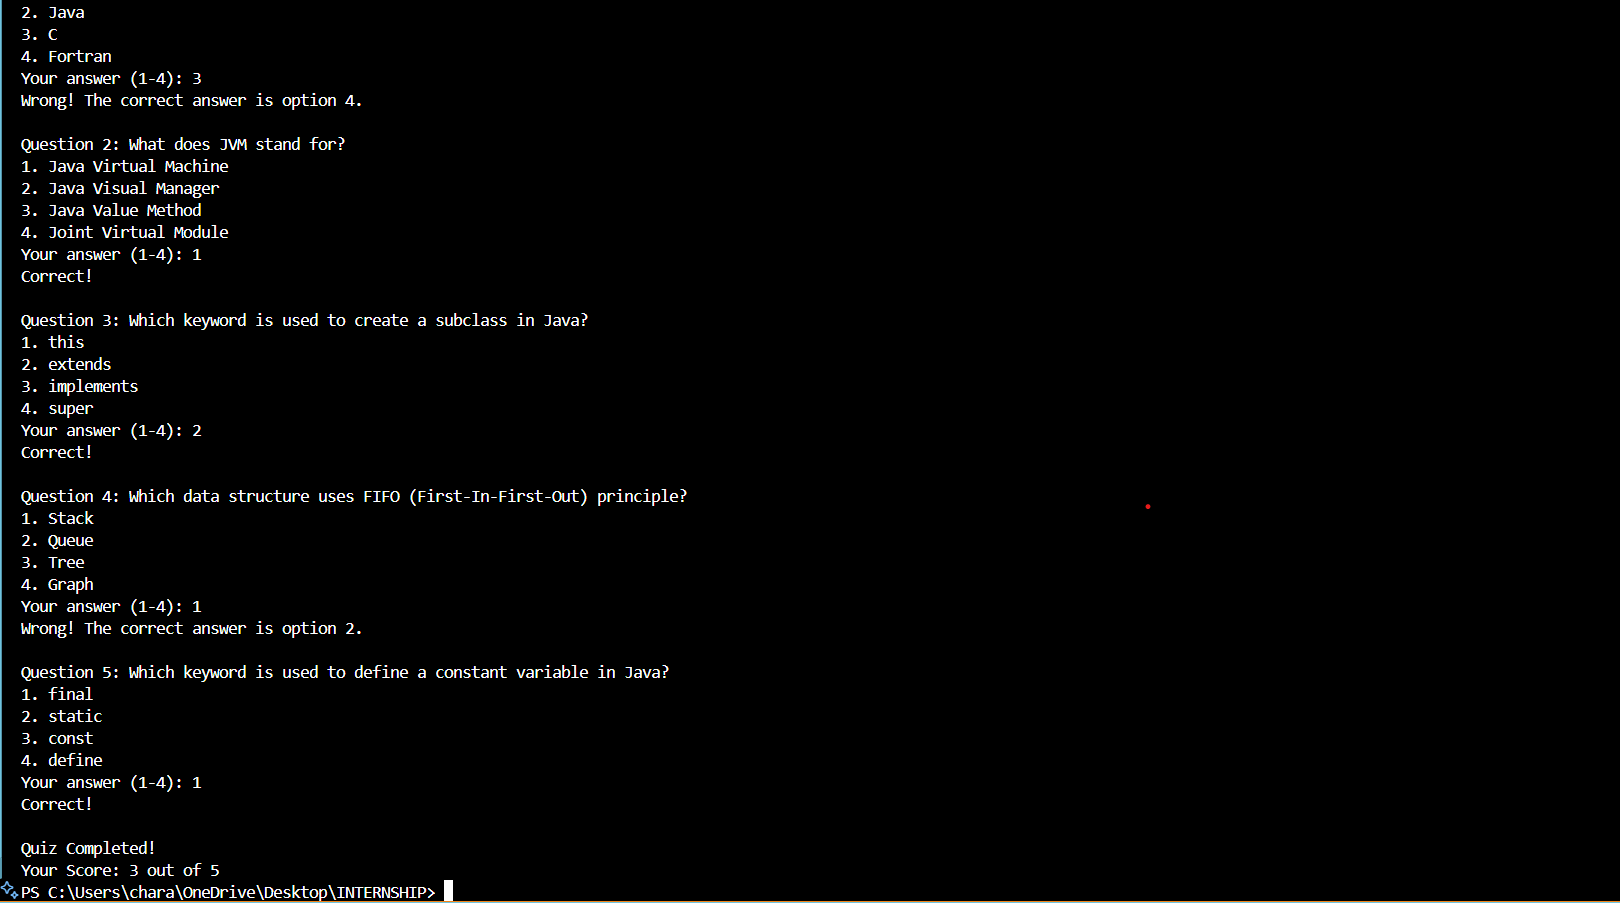 2. Java
3. C
4. Fortran
Your answer (1-4): 3
Wrong! The correct answer is option 4.
Question 2: What does JVM stand for?
1. Java Virtual Machine
2. Java Visual Manager
3. Java Value Method
4. Joint Virtual Module
Your answer (1-4): 1
Correct!
Question 3: Which keyword is used to create a subclass in Java?
1. this
2. extends
3. implements
4. super
Your answer (1-4): 2
Correct!
Question 4: Which data structure uses FIFO (First-In-First-Out) principle?
1. Stack
2. Queue
3. Tree
4. Graph
Your answer (1-4): 1
Wrong! The correct answer is option 2.
Question 5: Which keyword is used to define a constant variable in Java?
1. final
2. static
3. const
4. define
Your answer (1-4): 1
Correct!
Quiz Completed!
Your Score: 3 out of 5
PS C:\Users\chara\OneDrive\Desktop\INTERNSHIP>